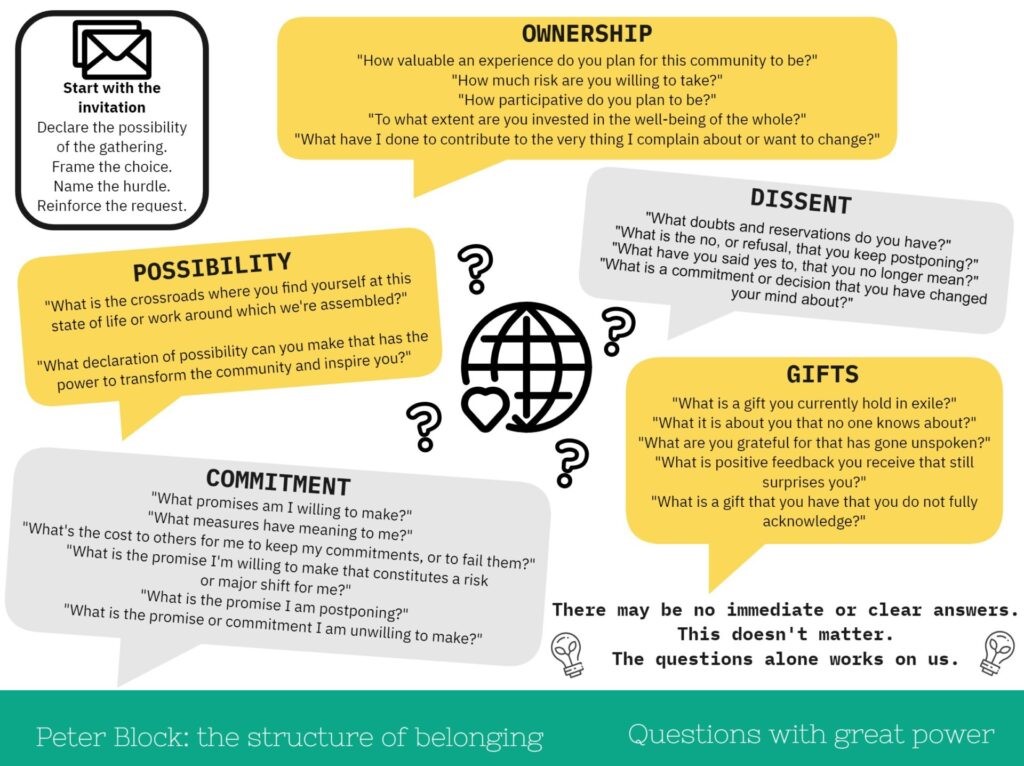 Start with the
invitation
Declare the possibility
of the gathering.
Frame the choice.
Name the hurdle.
Reinforce the request.
OWNERSHIP
"How valuable an experience do you plan for this community to be?"
"How much risk are you willing to take?"
"How participative do you plan to be?"
"To what extent are you invested in the well-being of the whole?"
"What have I done to contribute to the very thing I complain about or want to change?"
DISSENT
"What doubts and reservations do you have?"
"What is the no, or refusal, that you keep postponing?"
"What have you said yes to, that you no longer mean?"
"What is a commitment or decision that you have changed
your mind about?"
POSSIBILITY
"What is the crossroads where you find yourself at this
state of life or work around which we're assembled?"
"What declaration of possibility can you make that has the
power to transform the community and inspire you?"
GIFTS
"What is a gift you currently hold in exile?"
"What it is about you that no one knows about?"
"What are you grateful for that has gone unspoken?"
"What is positive feedback you receive that still
surprises you?"
"What is a gift that you have that you do not fully
acknowledge?"
COMMITMENT
"What promises am I willing to make?"
"What measures have meaning to me?"
"What's the cost to others for me to keep my commitments, or to fail them?"
"What is the promise I'm willing to make that constitutes a risk
or major shift for me?"
"What is the promise I am postponing?"
"What is the promise or commitment I am unwilling to make?"
There may be no immediate or clear answers.
This doesn't matter.
The questions alone works on us.
Peter Block: the structure of belonging
Questions with great power